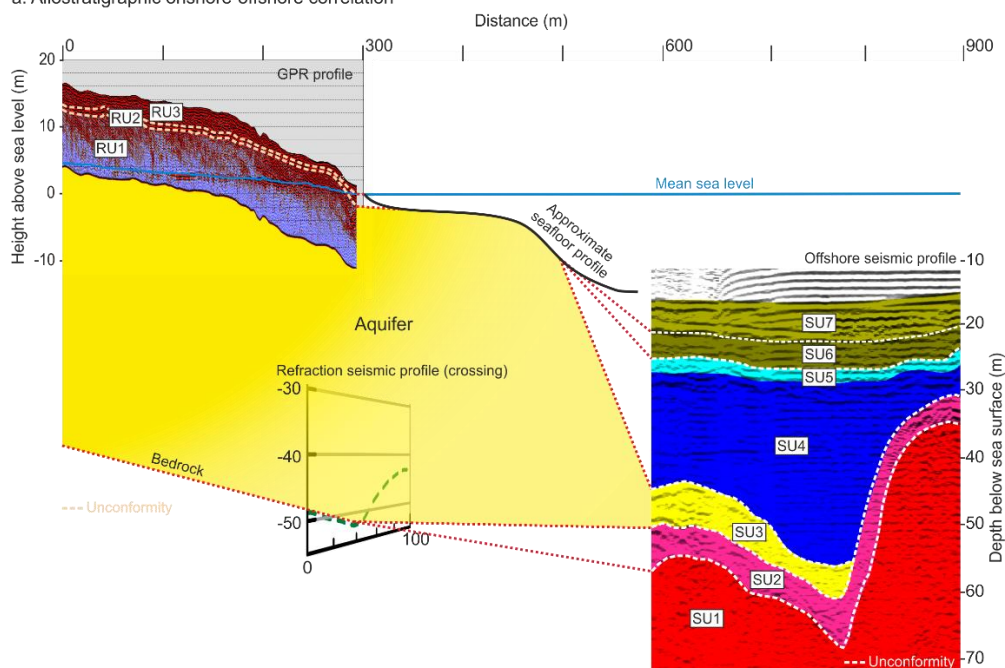 a. Allostratigraphic onshore-offshore correlation
Distance (m)
0 300 600 900
Height above sea level (m)
20
10
0
-10
GPR profile
RU3
RU2
RU1
Mean sea level
Approximate
seafloor profile
Offshore seismic profile
-10
-20
-30
-40
-50
-60
-70
Depth below sea surface (m)
SU7
SU6
SU5
SU4
SU3
SU2
SU1
Aquifer
Refraction seismic profile (crossing)
-30
-40
-50
0
100
Bedrock
Unconformity
Unconformity